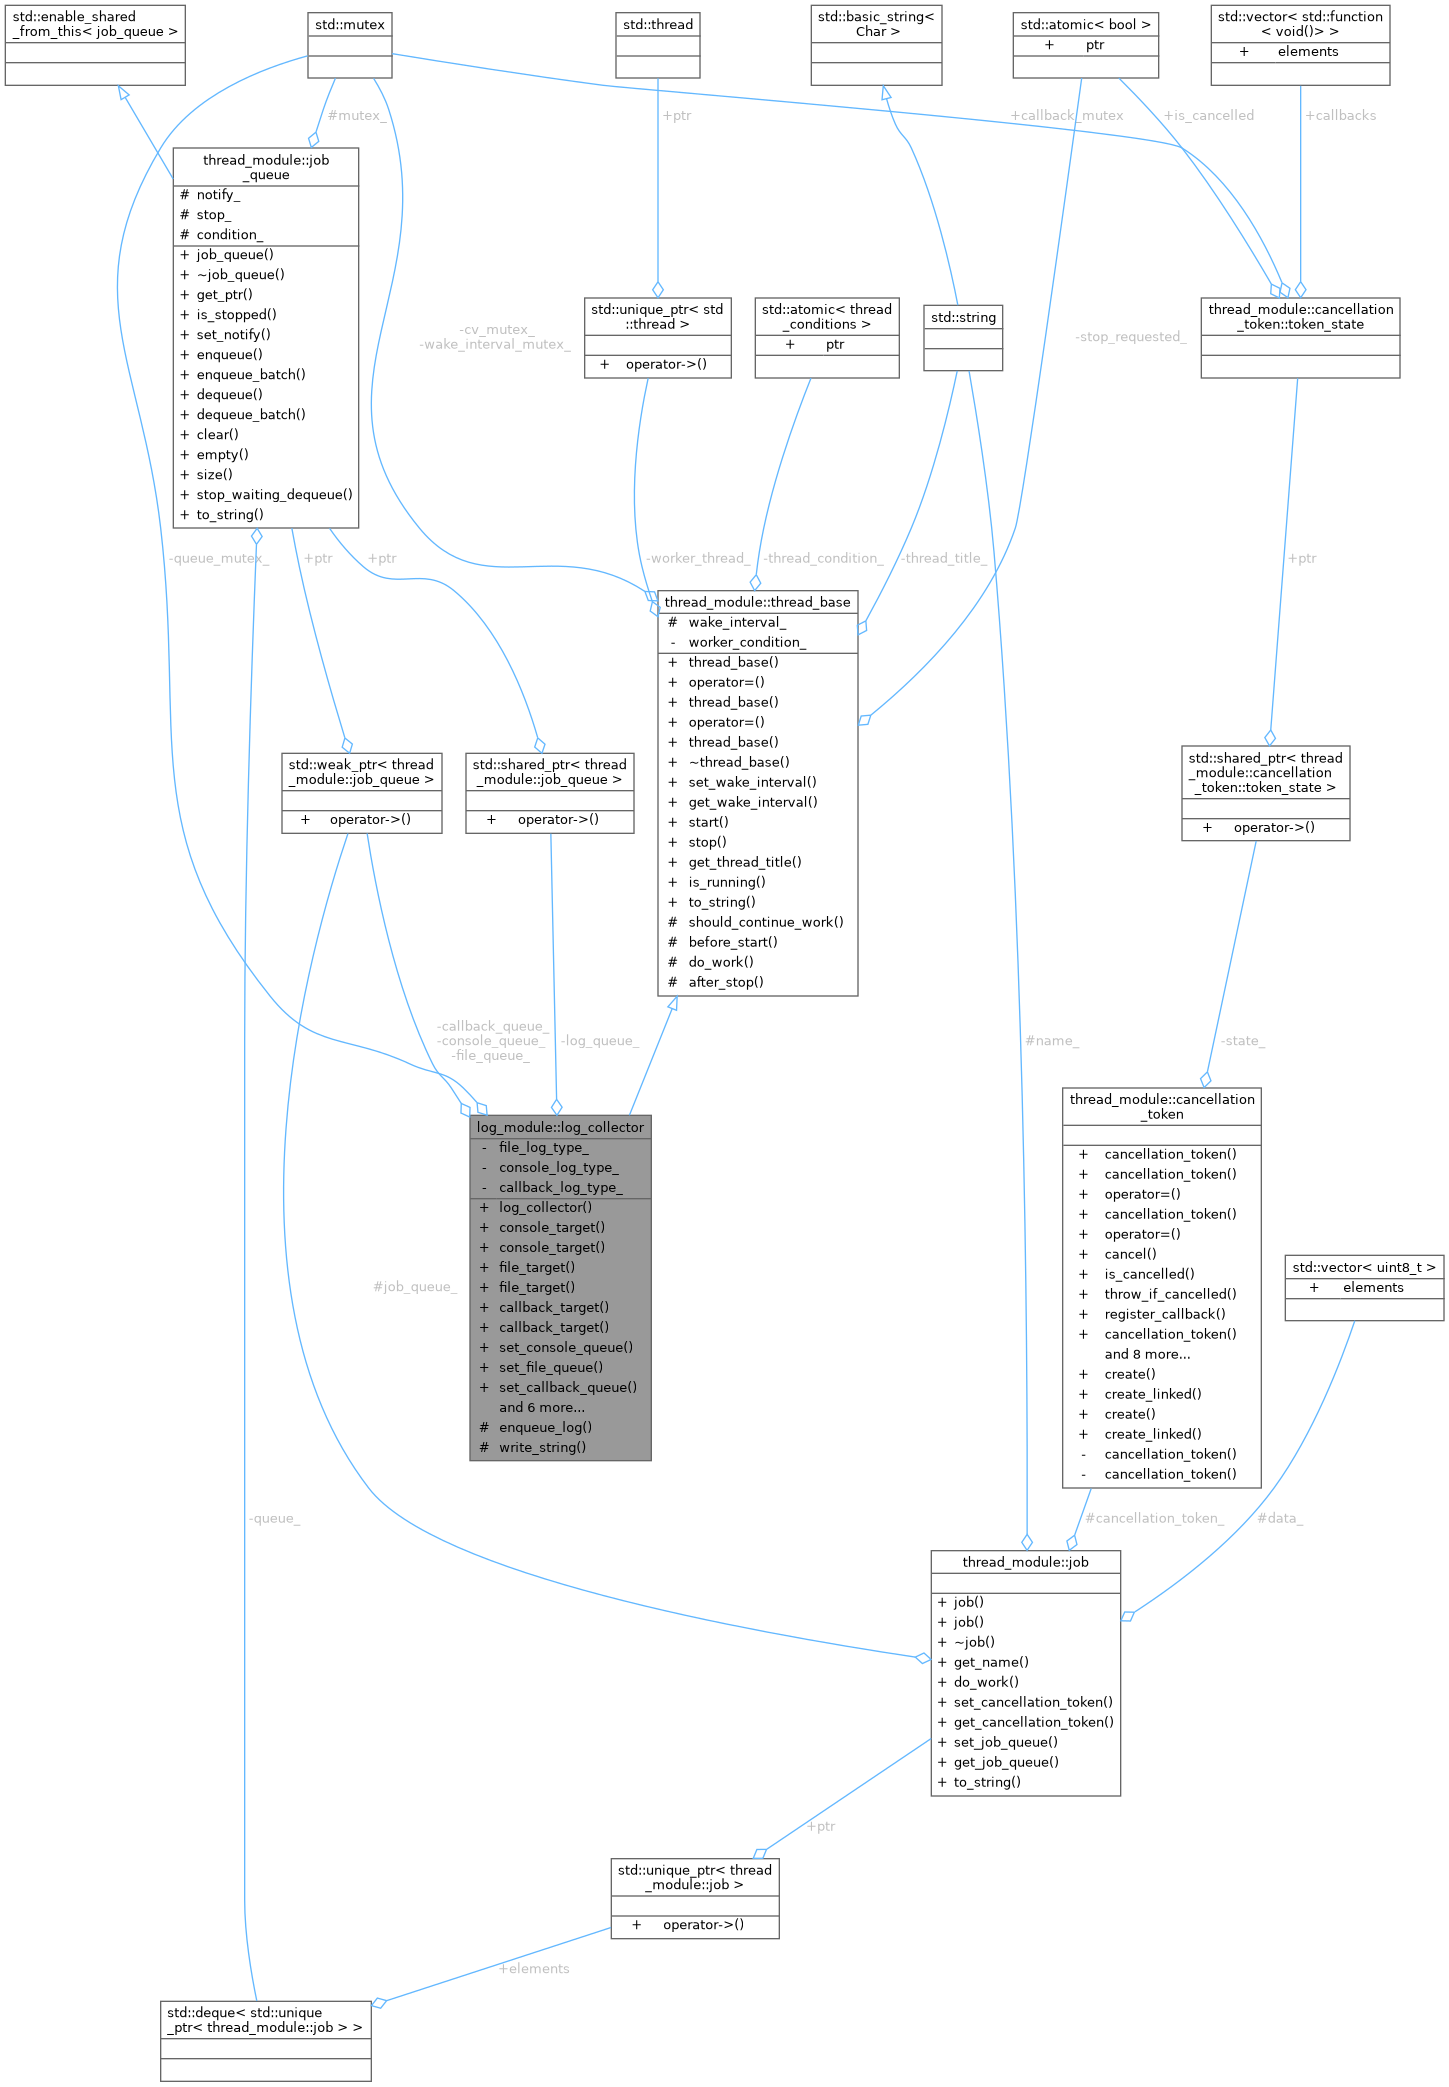 std::enable_shared
_from_this< job_queue >
std::mutex
std::thread
std::basic_string<
Char >
std::atomic< bool >
+ ptr
std::vector< std::function
< void()> >
+ elements
#mutex_
+ptr
+callback_mutex
+is_cancelled
+callbacks
thread_module::job
_queue
# notify_
# stop_
# condition_
+ job_queue()
+ ~job_queue()
+ get_ptr()
+ is_stopped()
+ set_notify()
+ enqueue()
+ enqueue_batch()
+ dequeue()
+ dequeue_batch()
+ clear()
+ empty()
+ size()
+ stop_waiting_dequeue()
+ to_string()
-cv_mutex_
-wake_interval_mutex_
std::unique_ptr< std
::thread >
+ operator->()
std::atomic< thread
_conditions >
+ ptr
std::string
-stop_requested_
thread_module::cancellation
_token::token_state
-queue_mutex_
+ptr
+ptr
-worker_thread_
-thread_condition_
-thread_title_
+ptr
thread_module::thread_base
# wake_interval_
- worker_condition_
+ thread_base()
+ operator=()
+ thread_base()
+ operator=()
+ thread_base()
+ ~thread_base()
+ set_wake_interval()
+ get_wake_interval()
+ start()
+ stop()
+ get_thread_title()
+ is_running()
+ to_string()
# should_continue_work()
# before_start()
# do_work()
# after_stop()
std::weak_ptr< thread
_module::job_queue >
+ operator->()
std::shared_ptr< thread
_module::job_queue >
+ operator->()
std::shared_ptr< thread
_module::cancellation
_token::token_state >
+ operator->()
-callback_queue_
-console_queue_
-file_queue_
-log_queue_
#name_
-state_
log_module::log_collector
- file_log_type_
- console_log_type_
- callback_log_type_
+ log_collector()
+ console_target()
+ console_target()
+ file_target()
+ file_target()
+ callback_target()
+ callback_target()
+ set_console_queue()
+ set_file_queue()
+ set_callback_queue()
and 6 more...
# enqueue_log()
# write_string()
thread_module::cancellation
_token
+ cancellation_token()
+ cancellation_token()
+ operator=()
+ cancellation_token()
+ operator=()
+ cancel()
+ is_cancelled()
+ throw_if_cancelled()
+ register_callback()
+ cancellation_token()
and 8 more...
+ create()
+ create_linked()
+ create()
+ create_linked()
- cancellation_token()
- cancellation_token()
std::vector< uint8_t >
+ elements
#job_queue_
-queue_
#cancellation_token_
#data_
thread_module::job
+ job()
+ job()
+ ~job()
+ get_name()
+ do_work()
+ set_cancellation_token()
+ get_cancellation_token()
+ set_job_queue()
+ get_job_queue()
+ to_string()
+ptr
std::unique_ptr< thread
_module::job >
+ operator->()
+elements
std::deque< std::unique
_ptr< thread_module::job > >